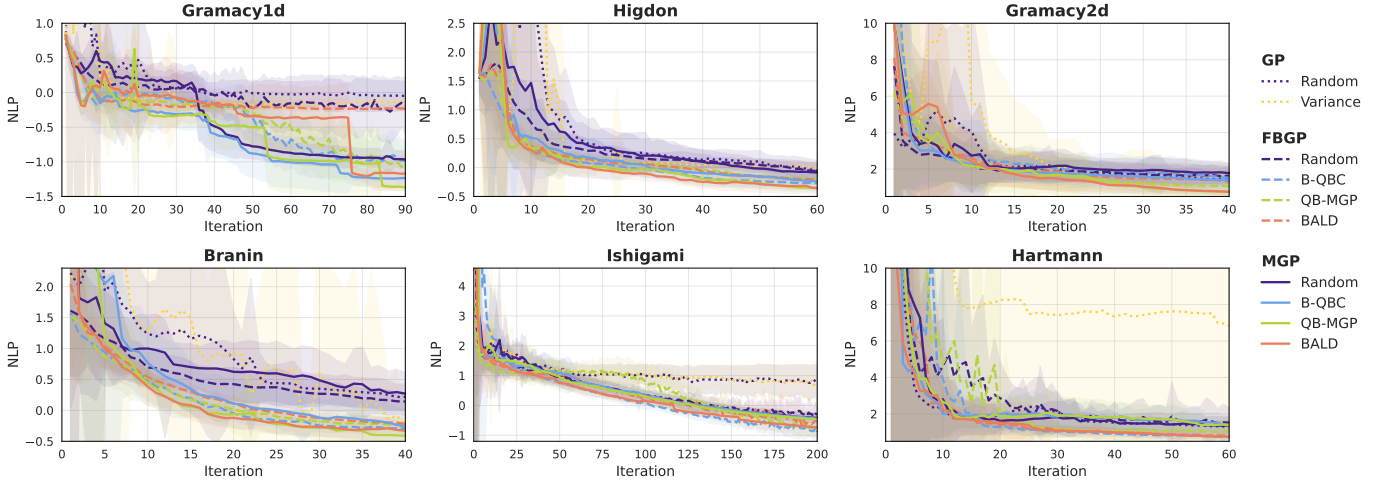 Gramacy1d
1.0
0.5
0.0
−0.5
−1.0
−1.5
NLP
0 10 20 30 40 50 60 70 80 90
Iteration
Higdon
2.5
2.0
1.5
1.0
0.5
0.0
−0.5
NLP
0 10 20 30 40 50 60
Iteration
Gramacy2d
10
8
6
4
2
NLP
0 5 10 15 20 25 30 35 40
Iteration
Branin
2.0
1.5
1.0
0.5
0.0
−0.5
NLP
0 5 10 15 20 25 30 35 40
Iteration
Ishigami
4
3
2
1
0
−1
NLP
0 25 50 75 100 125 150 175 200
Iteration
Hartmann
10
8
6
4
2
NLP
0 10 20 30 40 50 60
Iteration
GP
Random
Variance
FBGP
Random
B-QBC
QB-MGP
BALD
MGP
Random
B-QBC
QB-MGP
BALD